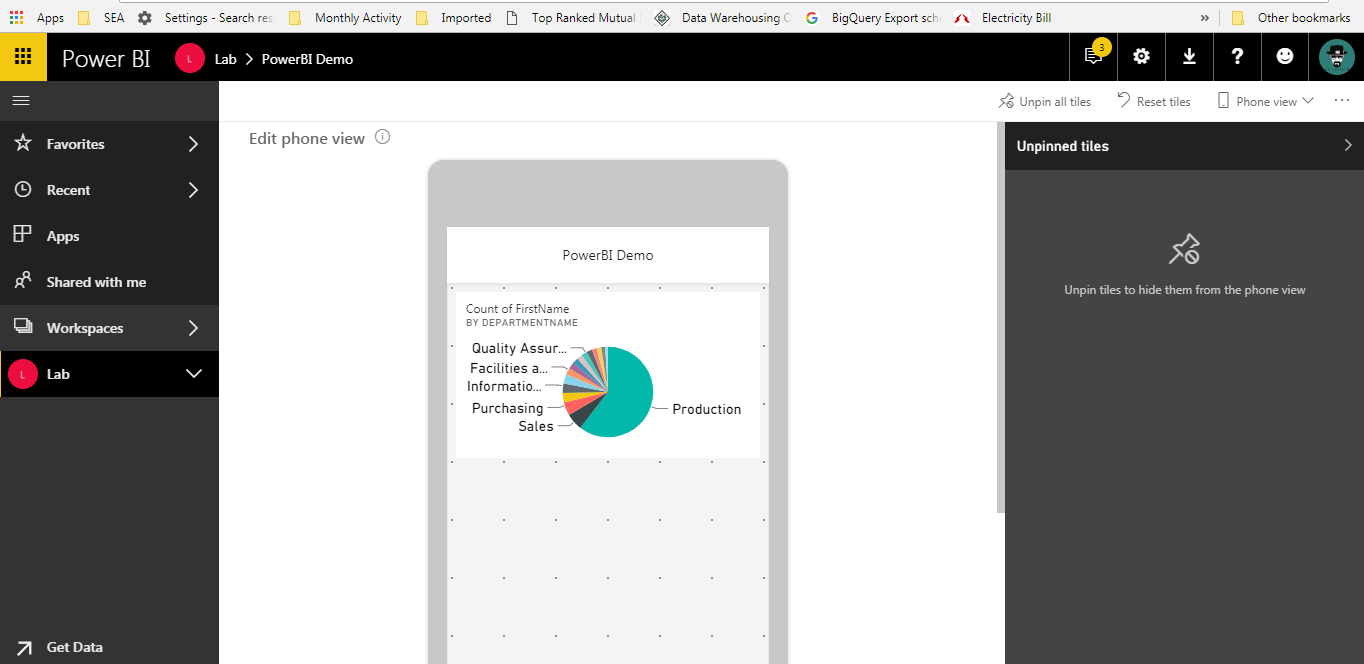 Apps SEA Settings - Search res Monthly Activity Imported Top Ranked Mutual Data Warehousing C BigQuery Export sch Electricity Bill » Other bookmarks
Power BI L Lab > PowerBI Demo 3 ?
Unpin all tiles Reset tiles Phone view ...
Favorites
Recent
Apps
Shared with me
Workspaces
L Lab
Get Data
Edit phone view i
PowerBI Demo
Count of FirstName
BY DEPARTMENTNAME
Quality Assur...
Facilities a...
Informatio...
Purchasing
Sales
Production
Unpinned tiles
Unpin tiles to hide them from the phone view